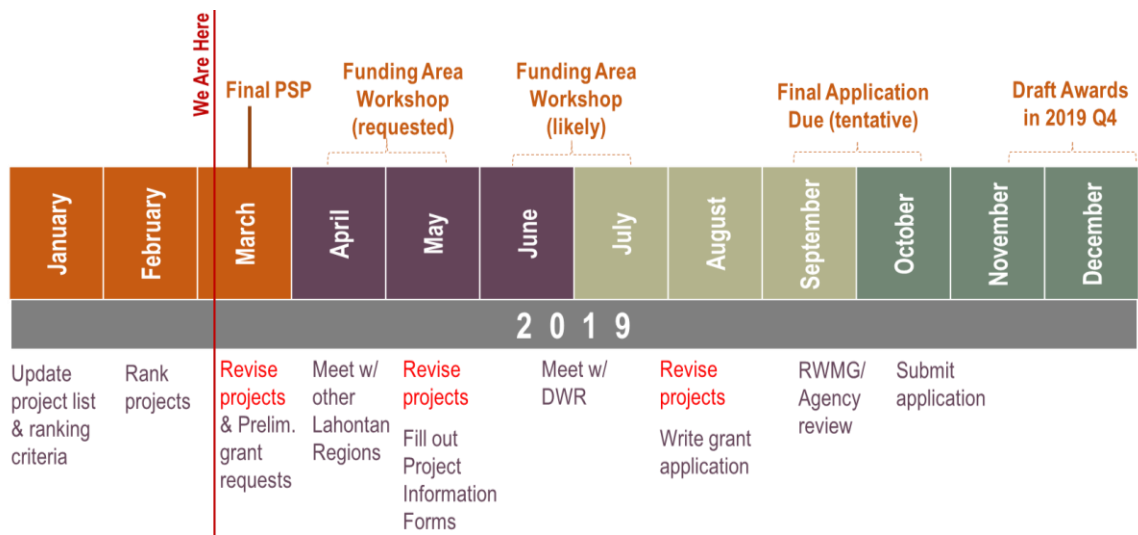 We Are Here
Final PSP
Funding Area
Workshop
(requested)
Funding Area
Workshop
(likely)
Final Application
Due (tentative)
Draft Awards
in 2019 Q4
January
February
March
April
May
June
July
August
September
October
November
December
2 0 1 9
Update
project list
& ranking
criteria
Rank
projects
Revise
projects
& Prelim.
grant
requests
Meet w/
other
Lahontan
Regions
Revise
projects
Fill out
Project
Information
Forms
Meet w/
DWR
Revise
projects
Write grant
application
RWMG/
Agency
review
Submit
application